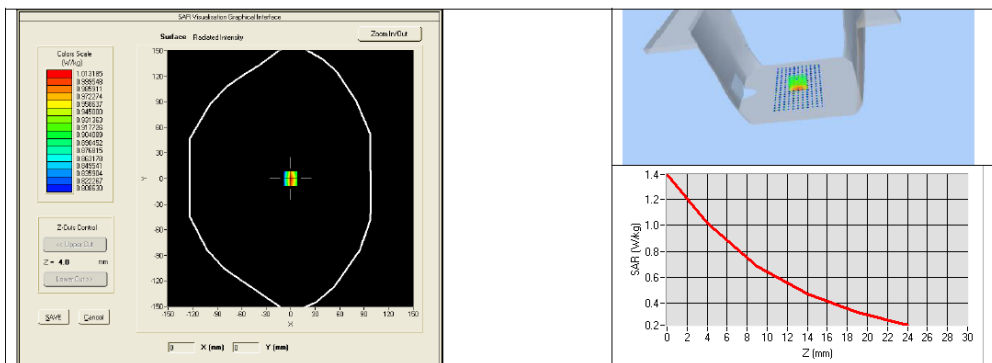 SAR Visualisation Graphical Interface
Surface Radiated Intensity
Zoom In/Out
Colors Scale
(W/kg)
1.013185
0.999548
0.985911
0.972274
0.958637
0.945000
0.931363
0.917726
0.904089
0.890452
0.876815
0.863178
0.849541
0.835904
0.822267
0.808630
Z-Cuts Control
<< Upper Cut
Z = 4.0 mm
Lower Cut >>
SAVE Cancel
150
120
90
60
30
Y
0
-30
-60
-90
-120
-150
-150 -120 -90 -60 -30 0 30 60 90 120 150
X
0 X (mm) 0 Y (mm)
1.4
1.2
1.0
0.8
0.6
0.4
0.2
SAR (W/kg)
0 2 4 6 8 10 12 14 16 18 20 22 24 26 28 30
Z (mm)